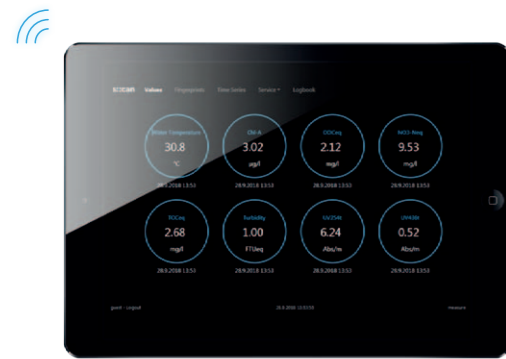 Values Fingerprints Time Series Service Logbook
Water Temperature Chl-A DOCeq NO3-Neq
30.8 3.02 2.12 9.53
°C µg/l mg/l mg/l
28.9.2018 13:53 28.9.2018 13:53 28.9.2018 13:53 28.9.2018 13:53
TOCeq Turbidity UV254t UV436t
2.68 1.00 6.24 0.52
mg/l FTUeq Abs/m Abs/m
28.9.2018 13:53 28.9.2018 13:53 28.9.2018 13:53 28.9.2018 13:53
guest - Logout measure